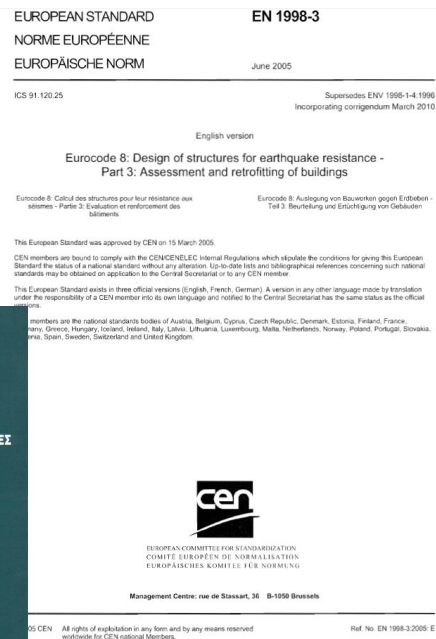 EUROPEAN STANDARD
EN 1998-3
NORME EUROPÉENNE
EUROPÄISCHE NORM
June 2005
ICS 91.120.25
Supersedes ENV 1998-1-4:1996
Incorporating corrigendum March 2010
English version
Eurocode 8: Design of structures for earthquake resistance -
Part 3: Assessment and retrofitting of buildings
Eurocode 8: Calcul des structures pour leur résistance aux
séismes - Partie 3: Evaluation et renforcement des
bâtiments
Eurocode 8: Auslegung von Bauwerken gegen Erdbeben -
Teil 3: Beurteilung und Ertüchtigung von Gebäuden
This European Standard was approved by CEN on 15 March 2005.
CEN members are bound to comply with the CEN/CENELEC Internal Regulations which stipulate the conditions for giving this European
Standard the status of a national standard without any alteration. Up-to-date lists and bibliographical references concerning such national
standards may be obtained on application to the Central Secretariat or to any CEN member.
This European Standard exists in three official versions (English, French, German). A version in any other language made by translation
under the responsibility of a CEN member into its own language and notified to the Central Secretariat has the same status as the official
versions.
members are the national standards bodies of Austria, Belgium, Cyprus, Czech Republic, Denmark, Estonia, Finland, France,
many, Greece, Hungary, Iceland, Ireland, Italy, Latvia, Lithuania, Luxembourg, Malta, Netherlands, Norway, Poland, Portugal, Slovakia,
enia, Spain, Sweden, Switzerland and United Kingdom.
ΕΣ
cen
EUROPEAN COMMITTEE FOR STANDARDIZATION
COMITÉ EUROPÉEN DE NORMALISATION
EUROPÄISCHES KOMITEE FÜR NORMUNG
Management Centre: rue de Stassart, 36 B-1050 Brussels
05 CEN All rights of exploitation in any form and by any means reserved
worldwide for CEN national Members.
Ref. No. EN 1998-3:2005: E